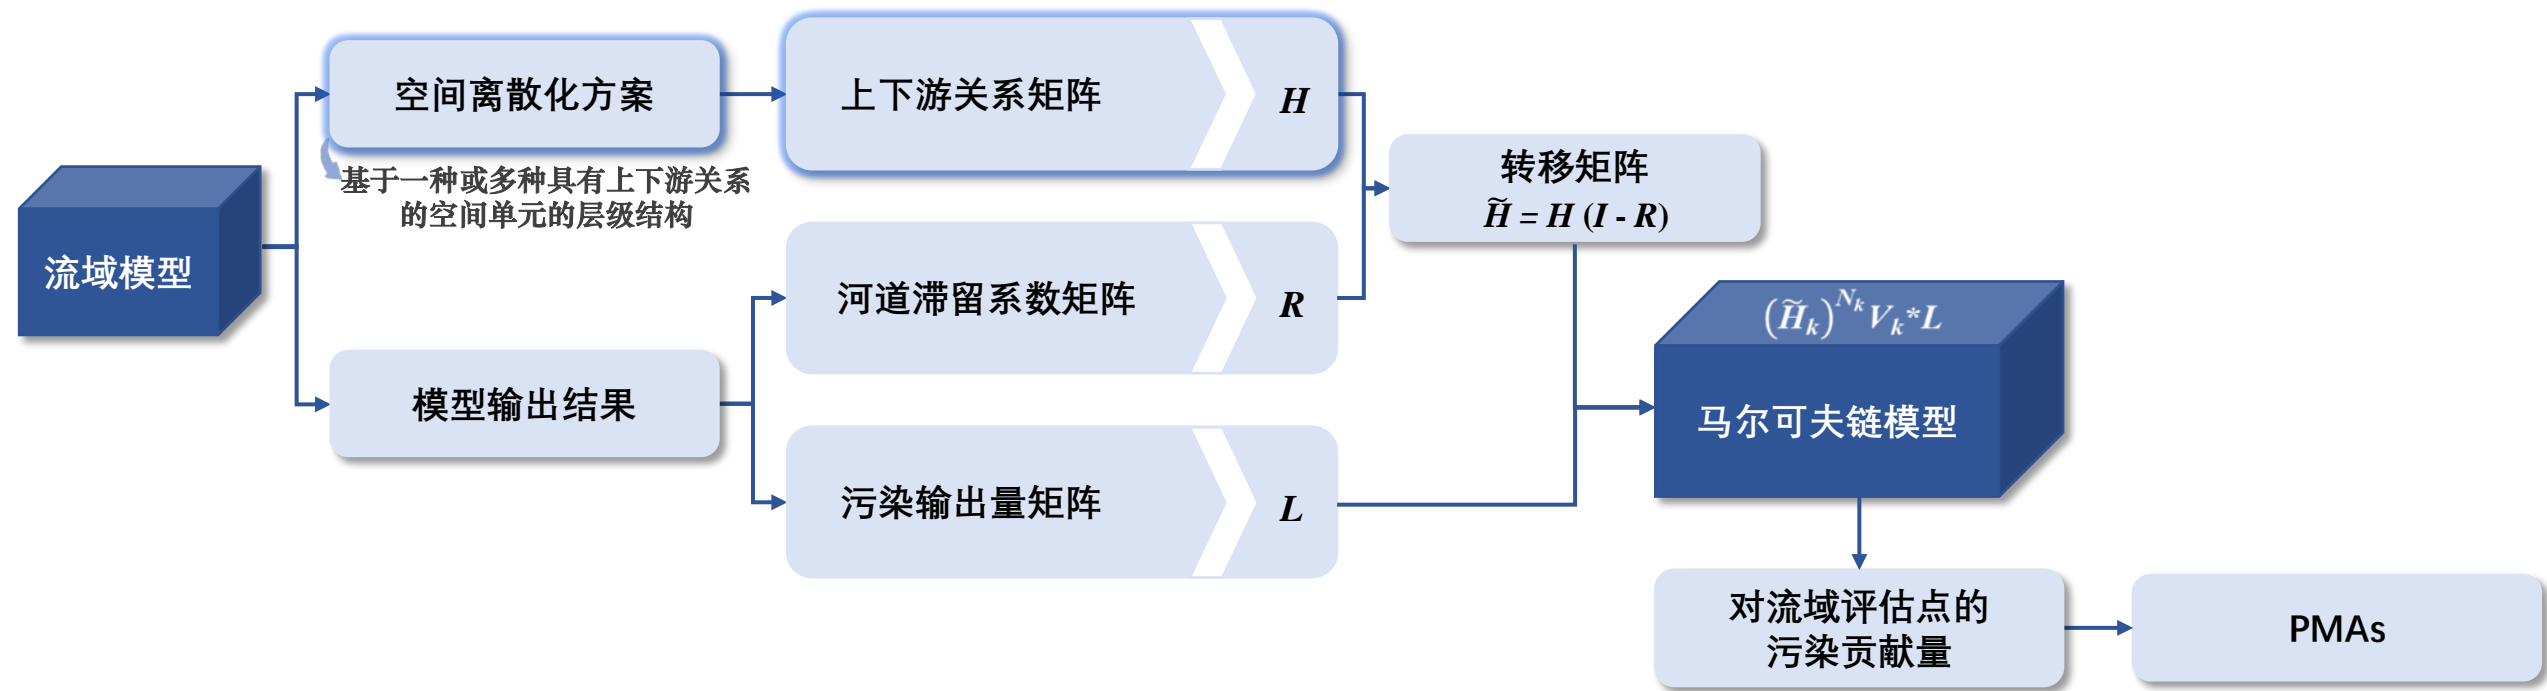 流域模型
空间离散化方案
基于一种或多种具有上下游关系
的空间单元的层级结构
模型输出结果
上下游关系矩阵 H
河道滞留系数矩阵 R
污染输出量矩阵 L
转移矩阵
H̃ = H (I - R)
(H̃ₖ)^{Nₖ} Vₖ*L
马尔可夫链模型
对流域评估点的
污染贡献量
PMAs